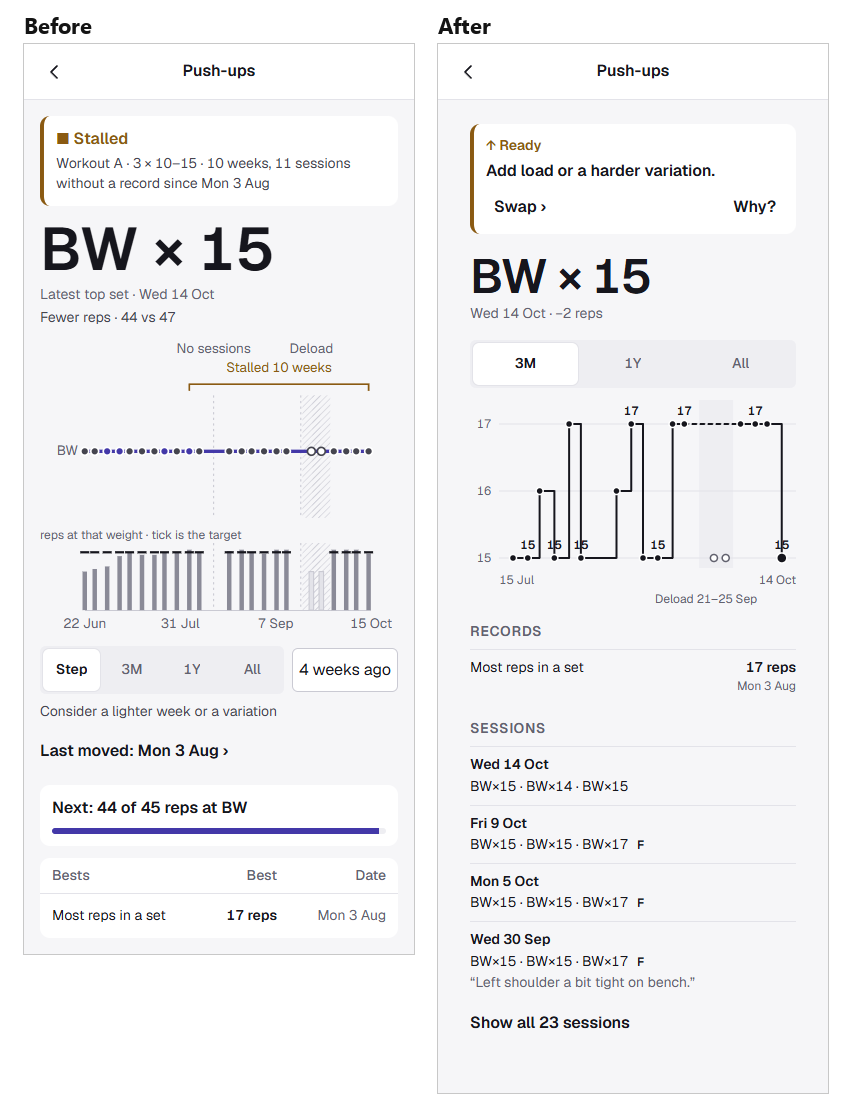 Before
Push-ups
■ Stalled
Workout A · 3 × 10–15 · 10 weeks, 11 sessions
without a record since Mon 3 Aug
BW × 15
Latest top set · Wed 14 Oct
Fewer reps · 44 vs 47
No sessions Deload
Stalled 10 weeks
BW
reps at that weight · tick is the target
22 Jun 31 Jul 7 Sep 15 Oct
Step 3M 1Y All 4 weeks ago
Consider a lighter week or a variation
Last moved: Mon 3 Aug ›
Next: 44 of 45 reps at BW
Bests Best Date
Most reps in a set 17 reps Mon 3 Aug
After
Push-ups
↑ Ready
Add load or a harder variation.
Swap › Why?
BW × 15
Wed 14 Oct · −2 reps
3M 1Y All
17 17 17
17
16
15 15 15 15 15
15
15 Jul 14 Oct
Deload 21–25 Sep
RECORDS
Most reps in a set 17 reps
Mon 3 Aug
SESSIONS
Wed 14 Oct
BW×15 · BW×14 · BW×15
Fri 9 Oct
BW×15 · BW×15 · BW×17 F
Mon 5 Oct
BW×15 · BW×15 · BW×17 F
Wed 30 Sep
BW×15 · BW×15 · BW×17 F
“Left shoulder a bit tight on bench.”
Show all 23 sessions